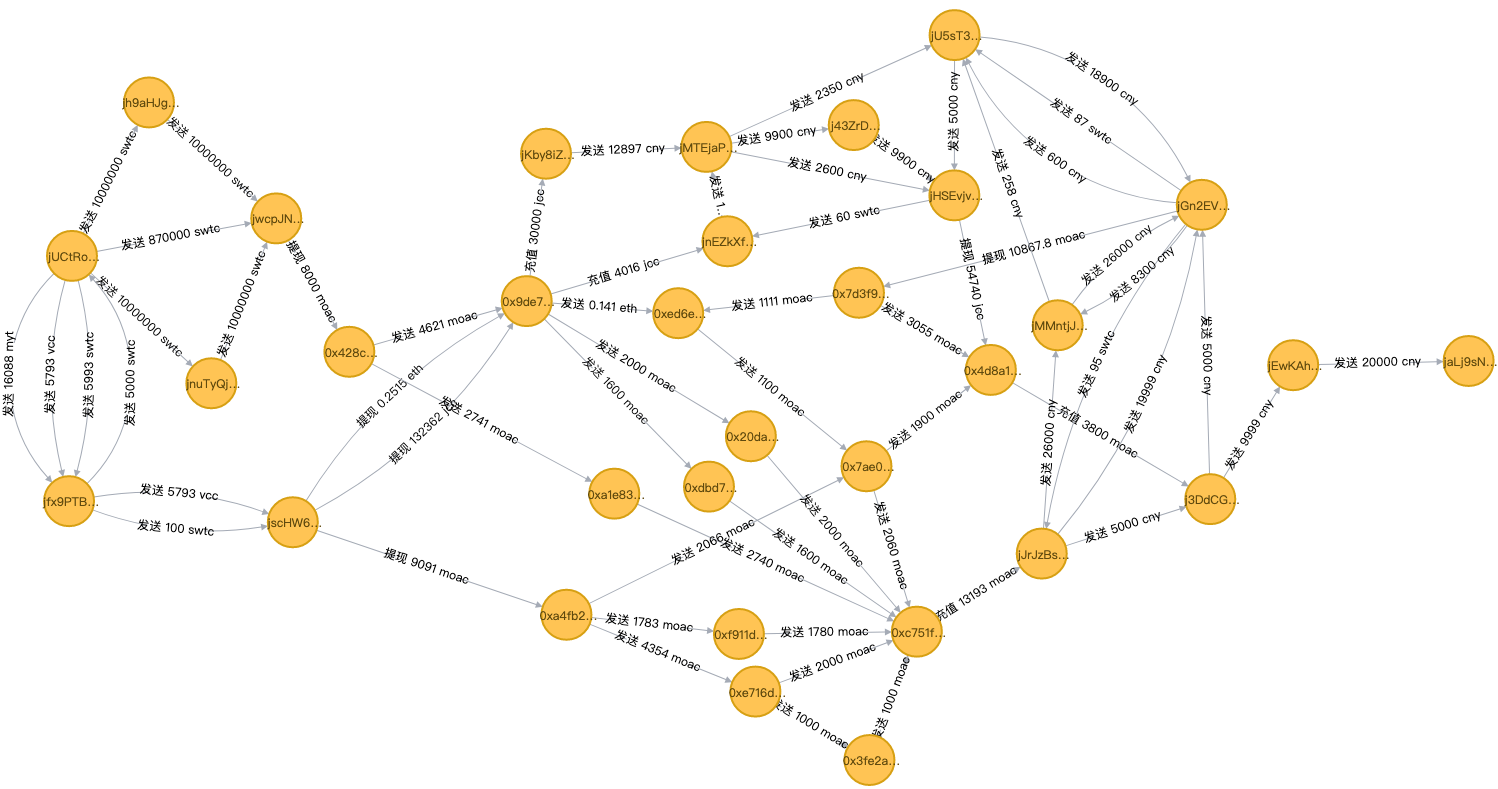 jU5sT3...
发送 18900 cny
发送 2350 cny
发送 5000 cny
发送 87 swtc
jh9aHJg...
发送 10000000 swtc
发送 1000000 swtc
jKby8iZ...
发送 12897 cny
jMTEjaP...
发送 9900 cny
j43ZrD...
发送 9900 cny
发送 2600 cny
发送 600 cny
发送 258 cny
jHSEvjv...
jGn2EV...
发送 1...
发送 60 swtc
jwcpJN...
发送 870000 swtc
充值 30000 jcc
jnEZkXf...
提现 10867.8 moac
发送 26000 cny
jUCtRo...
提现 8000 moac
充值 4016 jcc
提现 54740 jcc
发送 8300 cny
发送 10000000 swtc
发送 10000000 swtc
0x9de7...
发送 0.141 eth
0xed6e...
发送 1111 moac
0x7d3f9...
发送 3055 moac
jMMntjJ...
发送 4621 moac
0x428c...
发送 16088 myt
发送 5793 vcc
发送 5993 swtc
发送 5000 swtc
jnuTyQj...
发送 2000 moac
发送 1600 moac
发送 1100 moac
0x4d8a1...
发送 95 swtc
发送 5000 cny
jEwKAh...
发送 20000 cny
jaLj9sN...
提现 0.2515 eth
提现 132362
发送 2741 moac
发送 1900 moac
充值 3800 moac
发送 19999 cny
发送 26000 cny
发送 9999 cny
0x20da...
0x7ae0...
0xa1e83...
0xdbd7...
jfx9PTB...
发送 5793 vcc
发送 100 swtc
jscHW6...
j3DdCG...
发送 5000 cny
发送 2000 moac
发送 2066 moac
发送 2740 moac
发送 1600 moac
发送 2060 moac
jJrJzBs...
提现 9091 moac
充值 13193 moac
0xa4fb2...
发送 1783 moac
0xf911d...
发送 1780 moac
0xc751f...
发送 4354 moac
发送 2000 moac
0xe716d...
发送 1000 moac
发送 1000 moac
0x3fe2a...